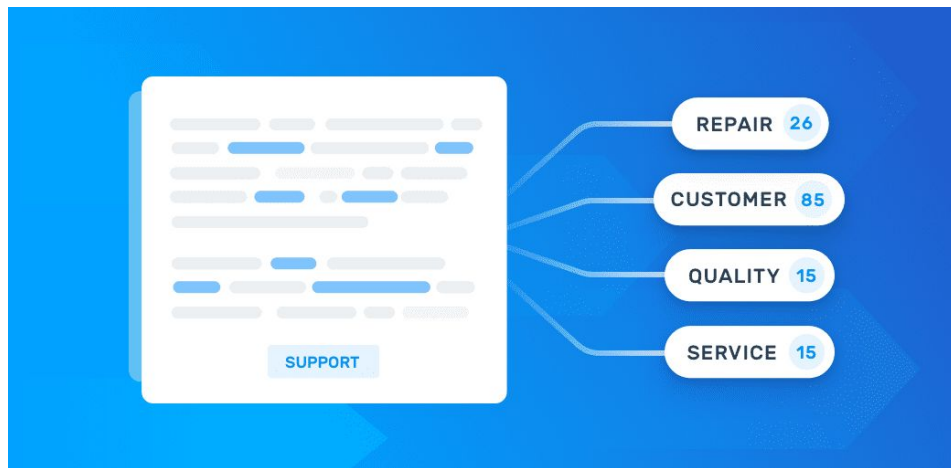 REPAIR 26
CUSTOMER 85
QUALITY 15
SERVICE 15
SUPPORT